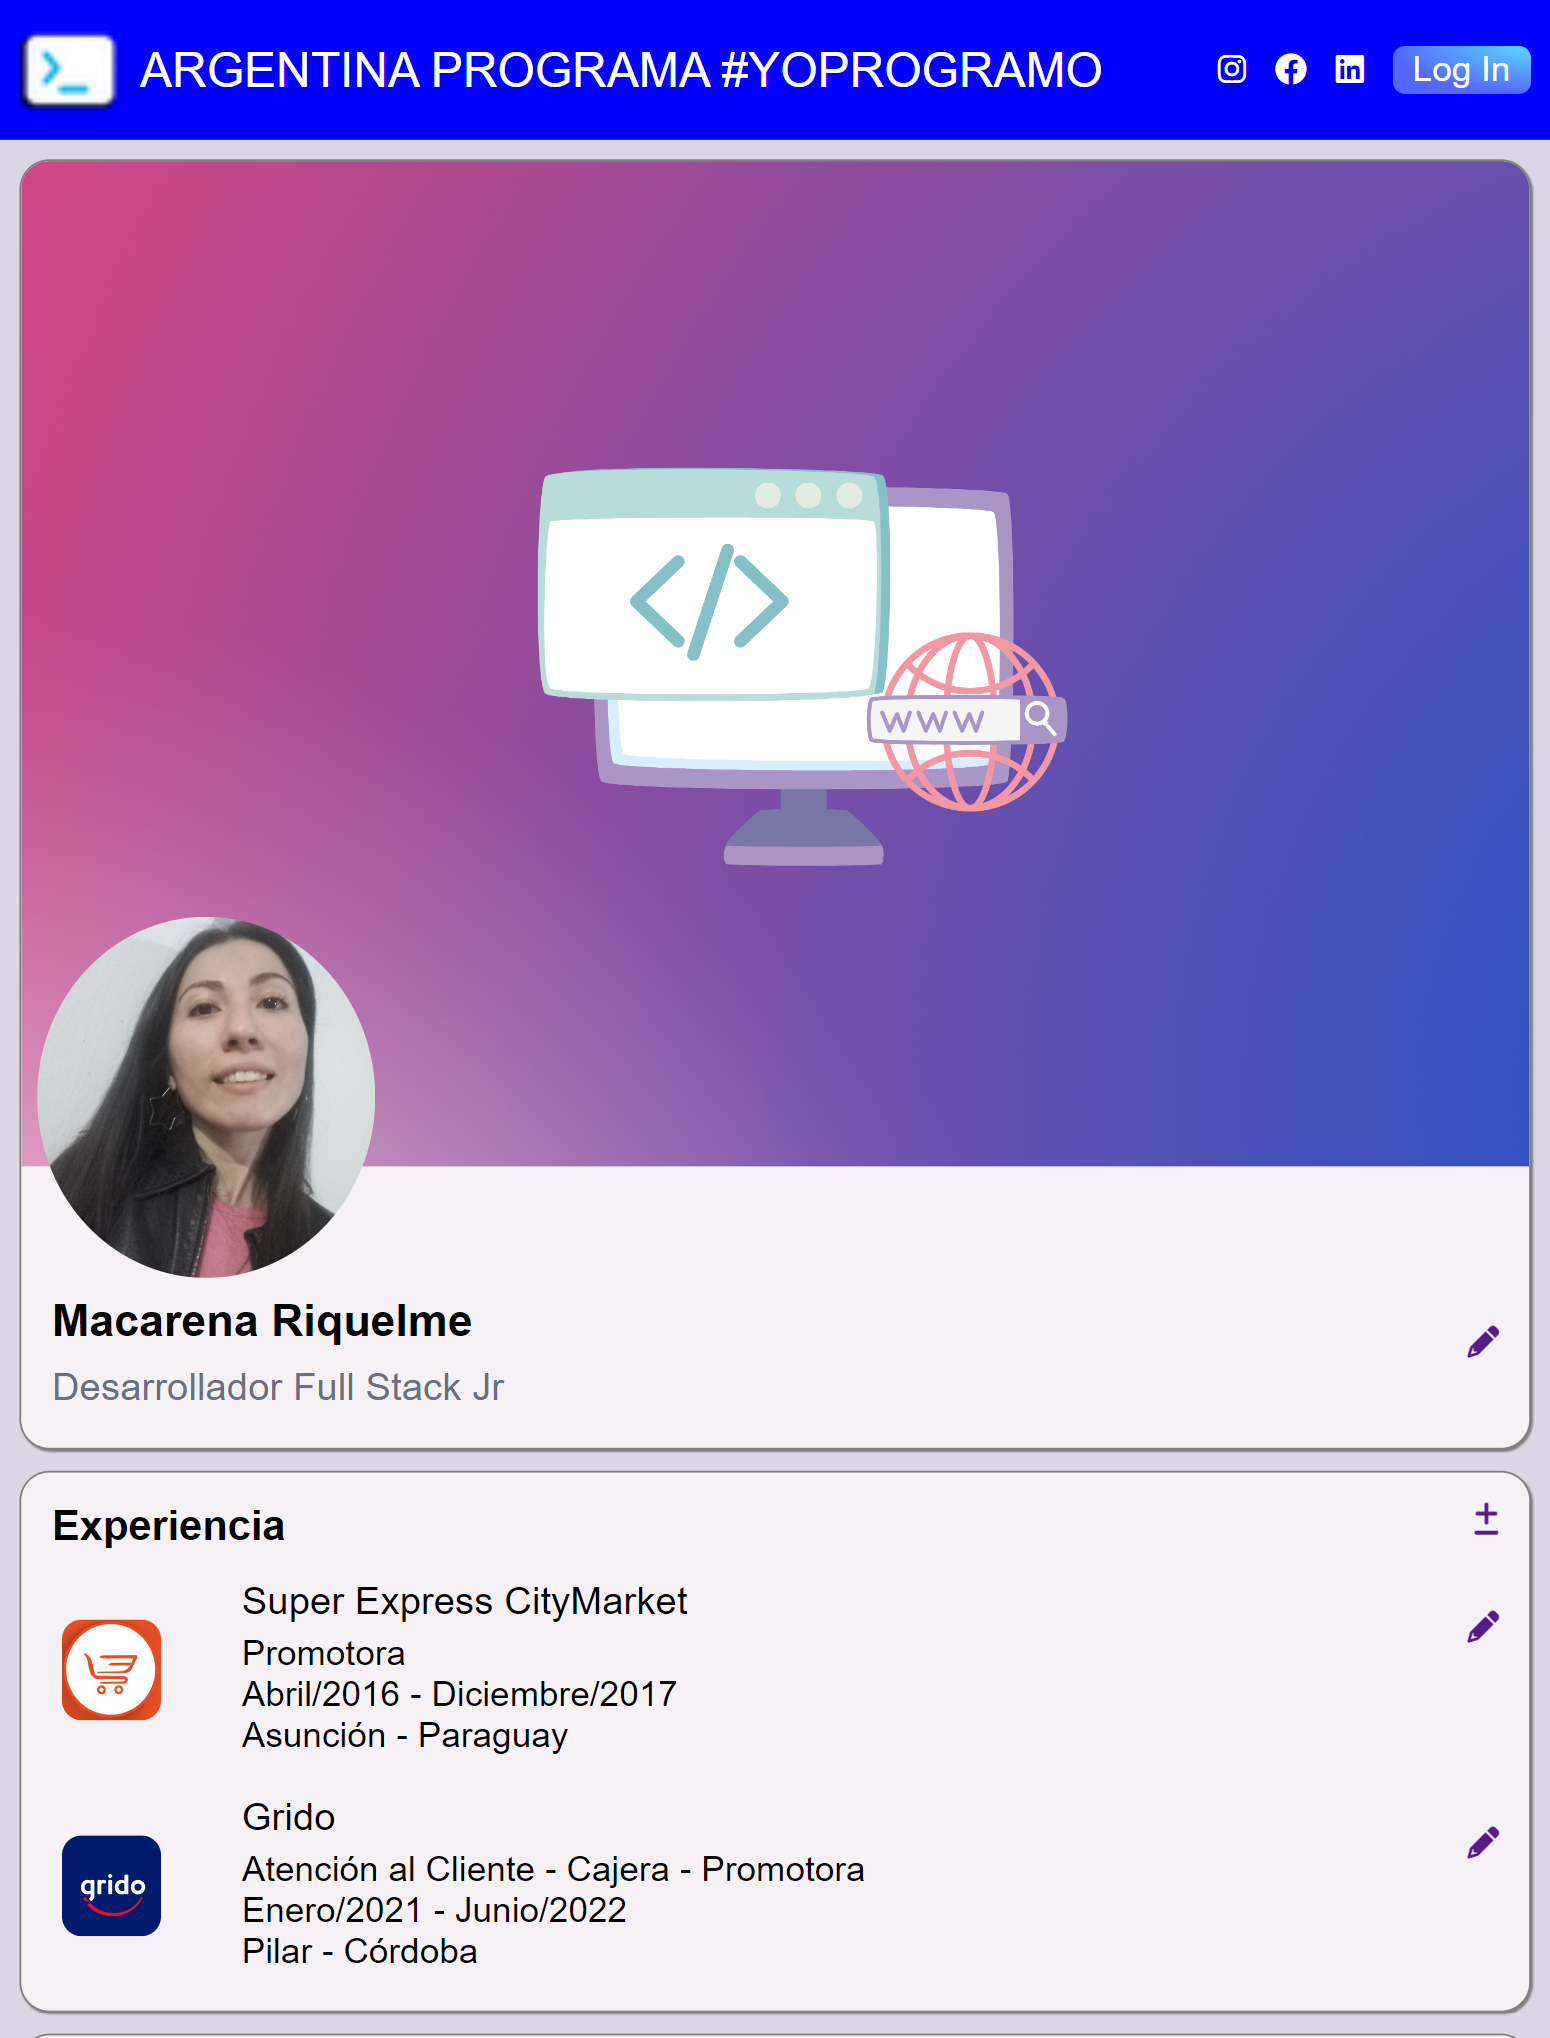 ARGENTINA PROGRAMA #YOPROGRAMO
Log In
</>
WWW
Macarena Riquelme
Desarrollador Full Stack Jr
Experiencia
Super Express CityMarket
Promotora
Abril/2016 - Diciembre/2017
Asunción - Paraguay
Grido
grido
Atención al Cliente - Cajera - Promotora
Enero/2021 - Junio/2022
Pilar - Córdoba